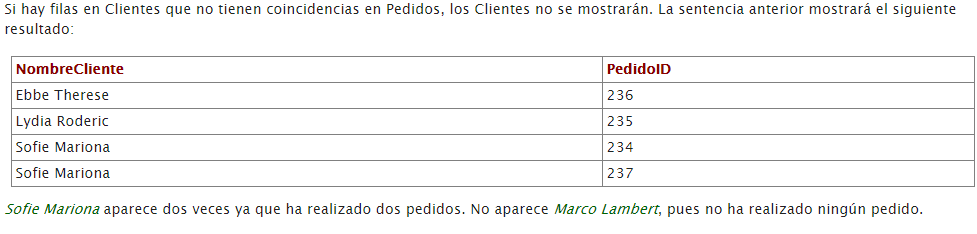 Si hay filas en Clientes que no tienen coincidencias en Pedidos, los Clientes no se mostrarán. La sentencia anterior mostrará el siguiente
resultado:
NombreCliente PedidoID
Ebbe Therese 236
Lydia Roderic 235
Sofie Mariona 234
Sofie Mariona 237
Sofie Mariona aparece dos veces ya que ha realizado dos pedidos. No aparece Marco Lambert, pues no ha realizado ningún pedido.